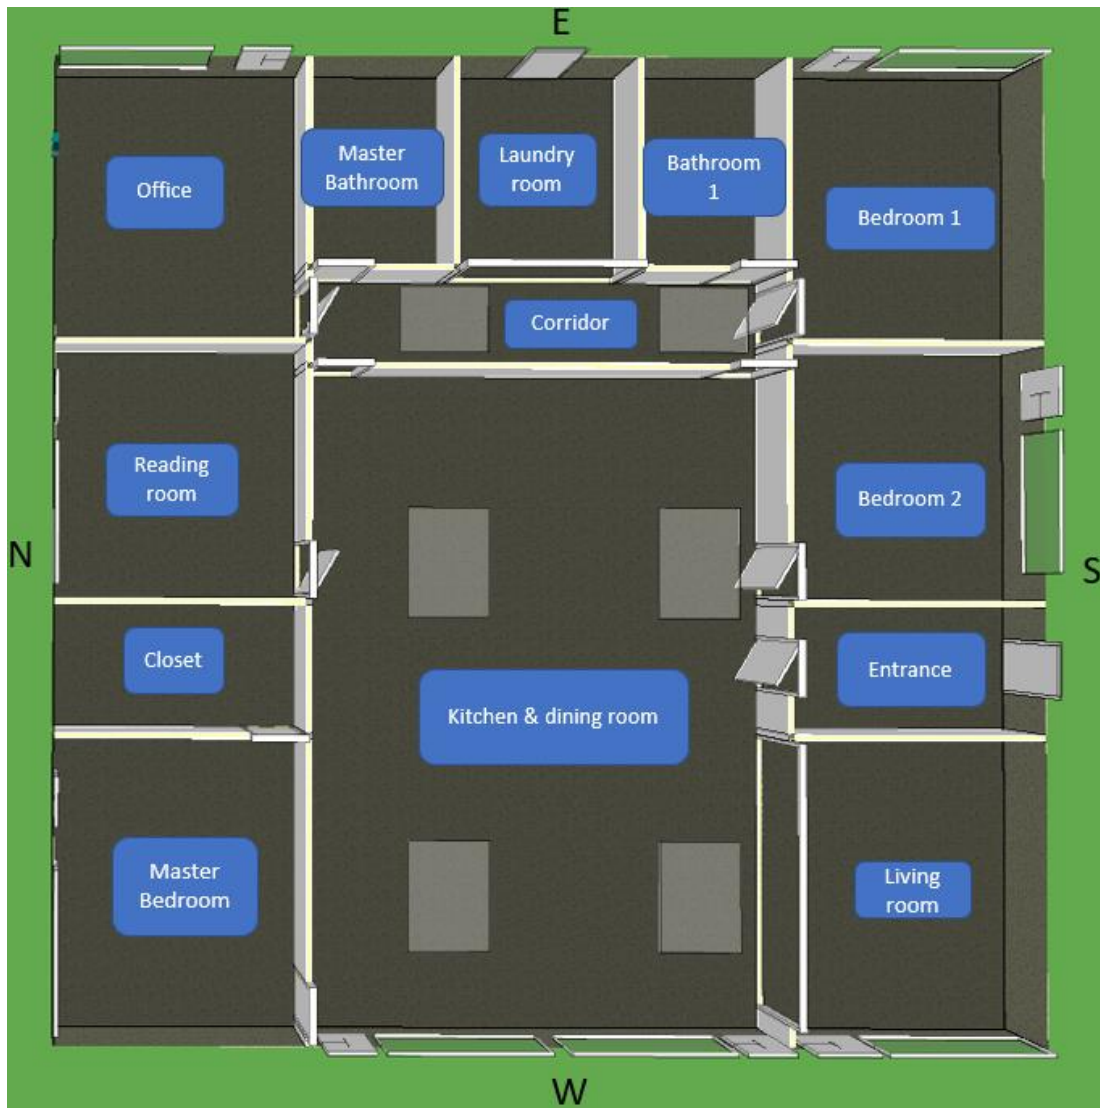 E
Office
Master
Bathroom
Laundry
room
Bathroom
1
Bedroom 1
Corridor
Reading
room
Bedroom 2
N
S
Closet
Entrance
Kitchen & dining room
Master
Bedroom
Living
room
W